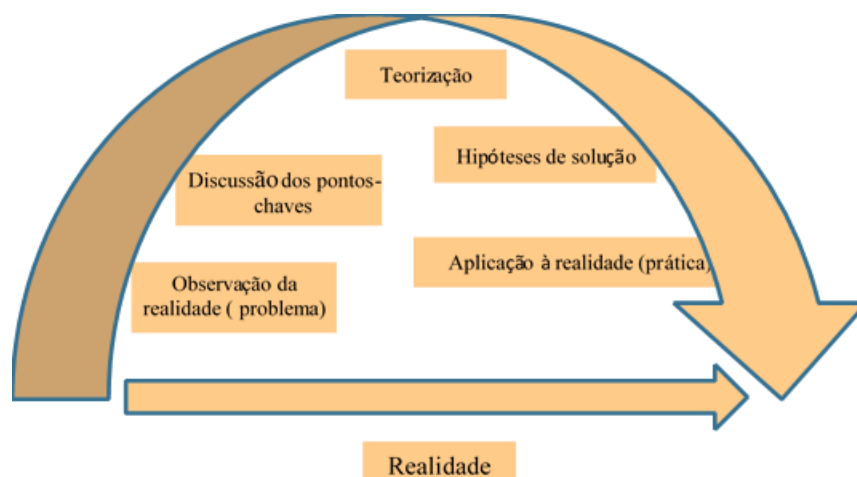 Teorização
Hipóteses de solução
Discussão dos pontos-
chaves
Aplicação à realidade (prática)
Observação da
realidade ( problema)
Realidade